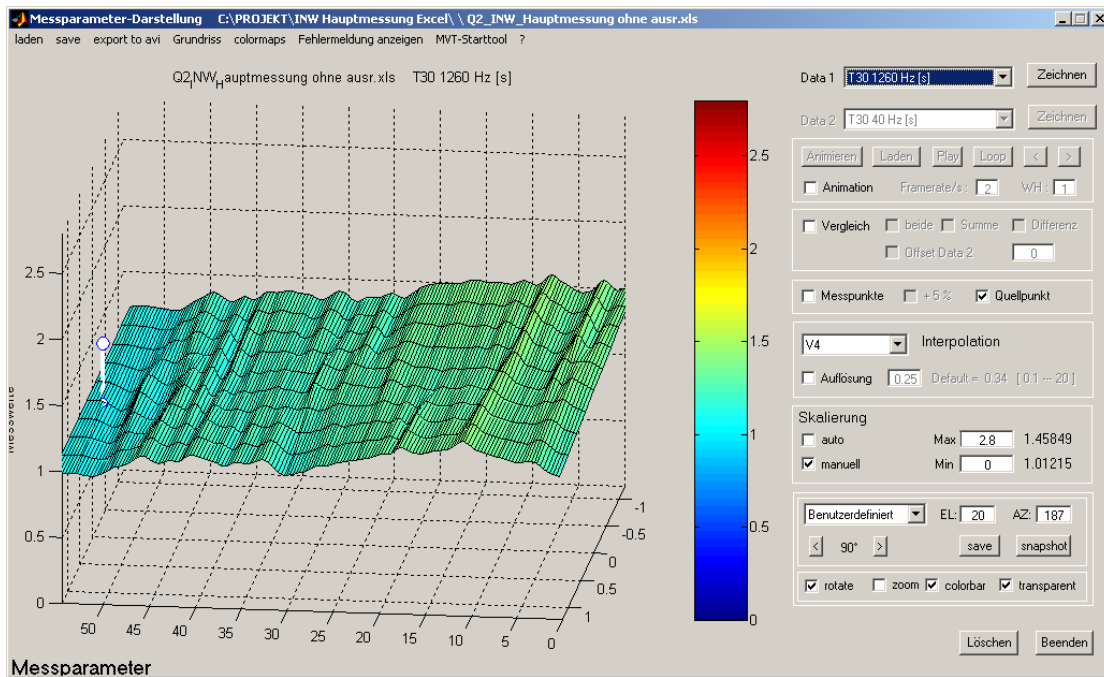 Messparameter-Darstellung C:\PROJEKT\INW Hauptmessung Excel\ \ Q2_INW_Hauptmessung ohne ausr.xls
laden save export to avi Grundriss colormaps Fehlermeldung anzeigen MVT-Starttool ?
Q2INWHauptmessung ohne ausr.xls T30 1260 Hz [s]
2.5
2
1.5
1
0.5
0
Messwerte
50 45 40 35 30 25 20 15 10 5 0
-1
-0.5
0
0.5
1
Messparameter
2.5
2
1.5
1
0.5
0
Data 1 T30 1260 Hz [s] Zeichnen
Data 2 T30 40 Hz [s] Zeichnen
Animieren Laden Play Loop < >
Animation Framerate/s : 2 WH : 1
Vergleich beide Summe Differenz
Offset Data 2 0
Messpunkte + 5 % Quellpunkt
V4 Interpolation
Auflösung 0.25 Default = 0.34 [ 0.1 --- 20 ]
Skalierung
auto Max 2.8 1.45849
manuell Min 0 1.01215
Benutzerdefiniert EL: 20 AZ: 187
< 90° > save snapshot
rotate zoom colorbar transparent
Löschen Beenden